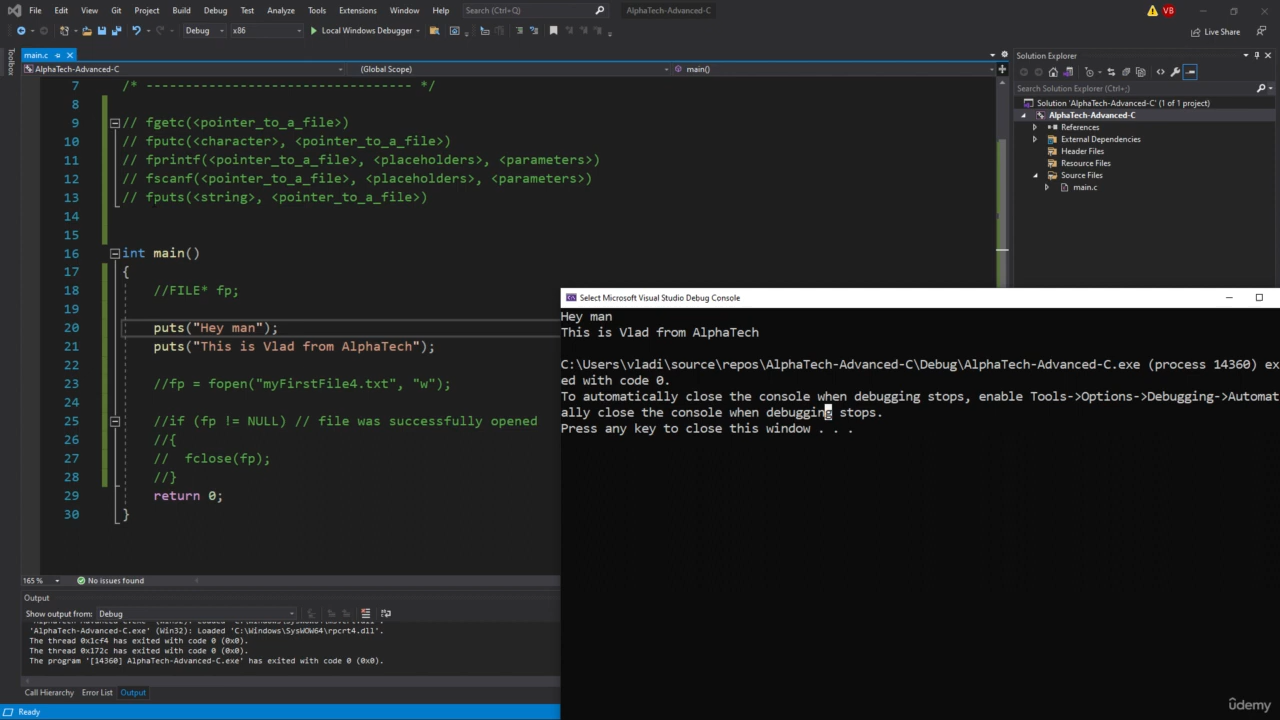 File Edit View Git Project Build Debug Test Analyze Tools Extensions Window Help Search (Ctrl+Q) AlphaTech-Advanced-C VB
Debug x86 Local Windows Debugger Live Share
Toolbox
main.c
AlphaTech-Advanced-C (Global Scope) main()
7 /* ---------------------------------- */
8
9 // fgetc(<pointer_to_a_file>)
10 // fputc(<character>, <pointer_to_a_file>)
11 // fprintf(<pointer_to_a_file>, <placeholders>, <parameters>)
12 // fscanf(<pointer_to_a_file>, <placeholders>, <parameters>)
13 // fputs(<string>, <pointer_to_a_file>)
14
15
16 int main()
17 {
18 //FILE* fp;
19
20 puts("Hey man");
21 puts("This is Vlad from AlphaTech");
22
23 //fp = fopen("myFirstFile4.txt", "w");
24
25 //if (fp != NULL) // file was successfully opened
26 //{
27 // fclose(fp);
28 //}
29 return 0;
30 }
165 % No issues found
Output
Show output from: Debug
'AlphaTech-Advanced-C.exe' (Win32): Loaded 'C:\Windows\SysWOW64\rpcrt4.dll'.
The thread 0x1cf4 has exited with code 0 (0x0).
The thread 0x172c has exited with code 0 (0x0).
The program '[14360] AlphaTech-Advanced-C.exe' has exited with code 0 (0x0).
Call Hierarchy Error List Output
Ready
Solution Explorer
Search Solution Explorer (Ctrl+;)
Solution 'AlphaTech-Advanced-C' (1 of 1 project)
AlphaTech-Advanced-C
References
External Dependencies
Header Files
Resource Files
Source Files
main.c
Select Microsoft Visual Studio Debug Console
Hey man
This is Vlad from AlphaTech
C:\Users\vladi\source\repos\AlphaTech-Advanced-C\Debug\AlphaTech-Advanced-C.exe (process 14360) ex
ed with code 0.
To automatically close the console when debugging stops, enable Tools->Options->Debugging->Automat
ally close the console when debugging stops.
Press any key to close this window . . .
ûdemy